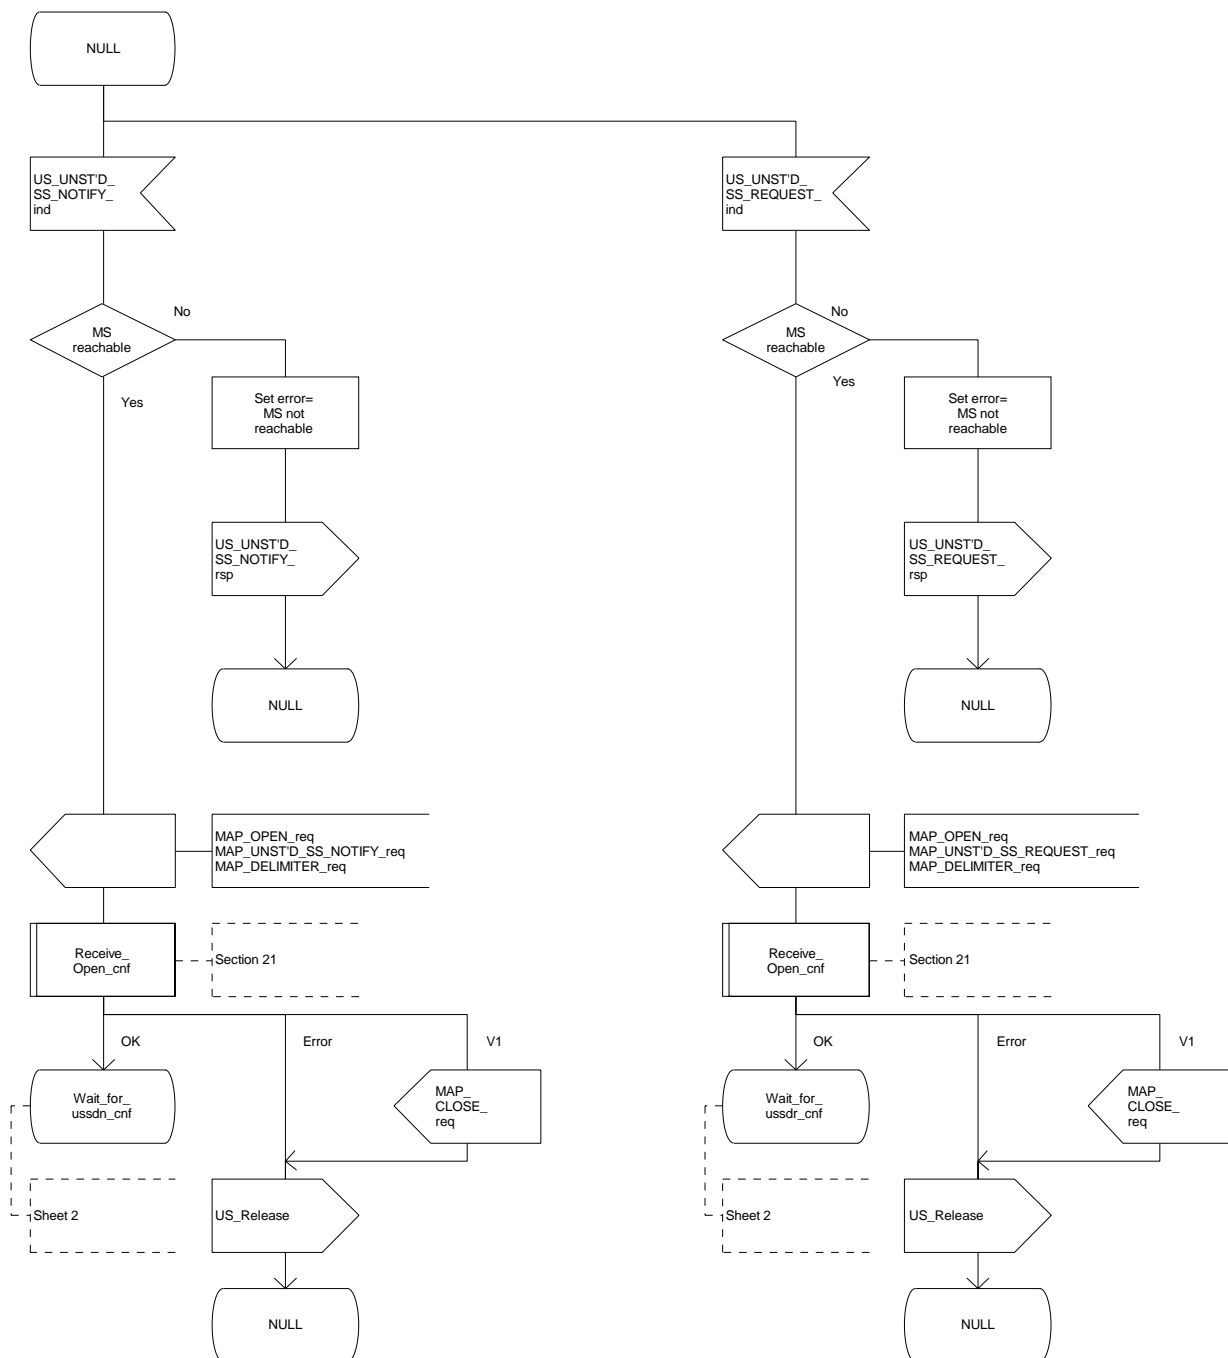 NULL
US_UNST'D_
SS_NOTIFY_
ind
US_UNST'D_
SS_REQUEST_
ind
No
MS
reachable
Yes
No
MS
reachable
Yes
Set error=
MS not
reachable
Set error=
MS not
reachable
US_UNST'D_
SS_NOTIFY_
rsp
US_UNST'D_
SS_REQUEST_
rsp
NULL
NULL
MAP_OPEN_req
MAP_UNST'D_SS_NOTIFY_req
MAP_DELIMITER_req
MAP_OPEN_req
MAP_UNST'D_SS_REQUEST_req
MAP_DELIMITER_req
Receive_
Open_cnf
Section 21
Receive_
Open_cnf
Section 21
OK
Error
V1
OK
Error
V1
Wait_for_
ussdn_cnf
MAP_
CLOSE_
req
Wait_for_
ussdr_cnf
MAP_
CLOSE_
req
Sheet 2
US_Release
Sheet 2
US_Release
NULL
NULL